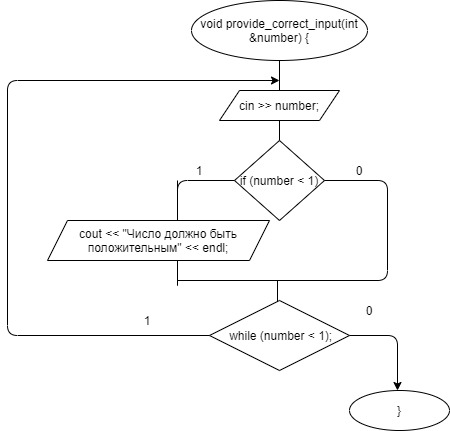 void provide_correct_input(int
&number) {
cin >> number;
1
if (number < 1)
0
cout << "Число должно быть
положительным" << endl;
1
while (number < 1);
0
}